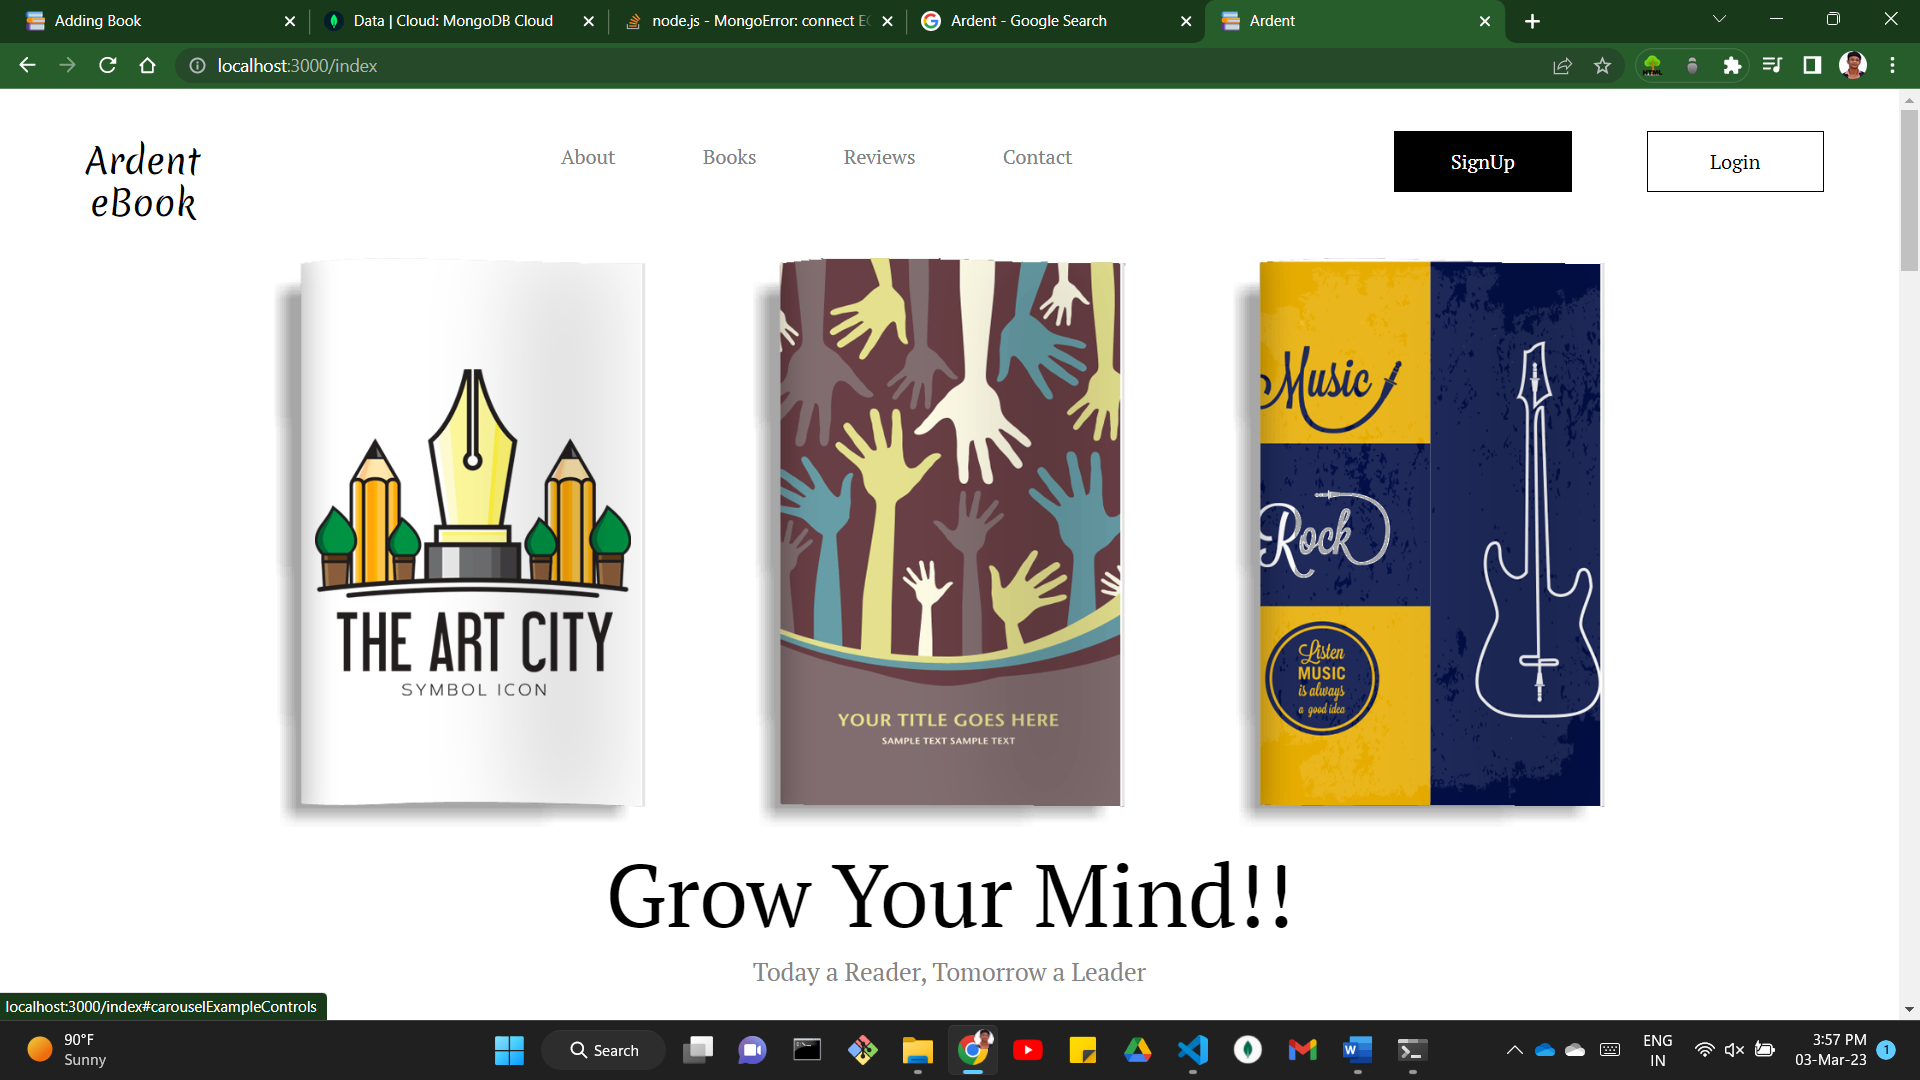 Adding Book
Data | Cloud: MongoDB Cloud
node.js - MongoError: connect EC
Ardent - Google Search
Ardent
localhost:3000/index
Ardent
eBook
About
Books
Reviews
Contact
SignUp
Login
THE ART CITY
SYMBOL ICON
YOUR TITLE GOES HERE
SAMPLE TEXT SAMPLE TEXT
Music
Rock
Listen
MUSIC
is always
a good idea
Grow Your Mind!!
Today a Reader, Tomorrow a Leader
localhost:3000/index#carouselExampleControls
90°F
Sunny
Search
ENG
IN
3:57 PM
03-Mar-23
1